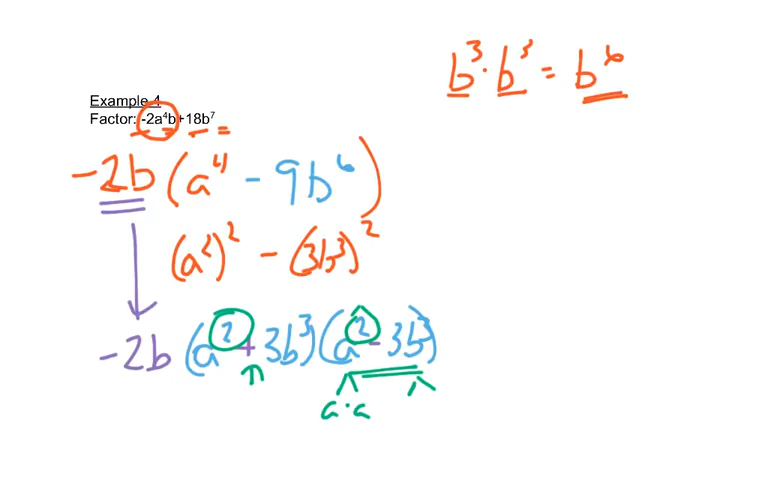 b³ · b³ = b⁶
Example 4
Factor: -2a⁴b+18b⁷
-2b (a⁴ - 9b⁶)
(a²)² - (3b³)²
-2b (a² + 3b³)(a² - 3b³)
a · a